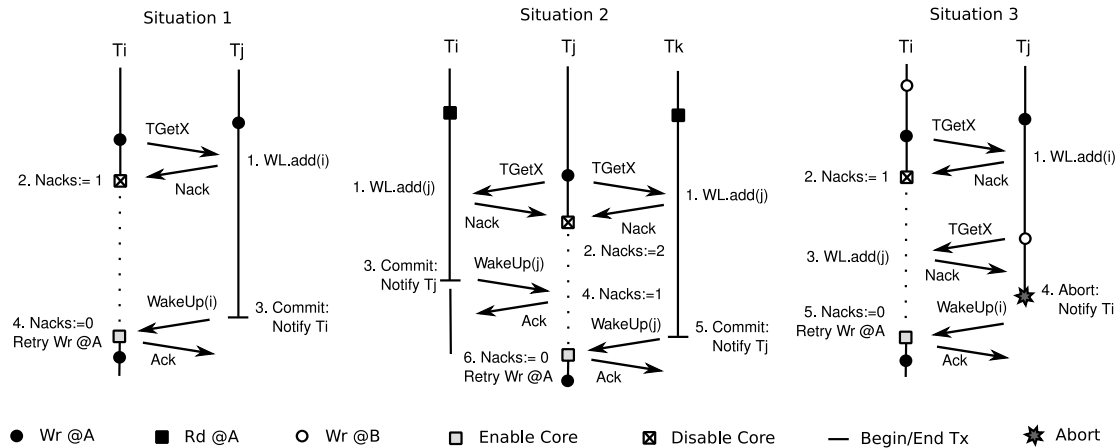 Situation 1
Ti
Tj
TGetX
1. WL.add(i)
2. Nacks:= 1
Nack
WakeUp(i)
3. Commit:
Notify Ti
4. Nacks:=0
Retry Wr @A
Ack
Situation 2
Ti
Tj
Tk
TGetX
TGetX
1. WL.add(j)
1. WL.add(j)
Nack
Nack
2. Nacks:=2
3. Commit:
Notify Tj
WakeUp(j)
4. Nacks:=1
Ack
WakeUp(j)
5. Commit:
Notify Tj
6. Nacks:= 0
Retry Wr @A
Ack
Situation 3
Ti
Tj
TGetX
1. WL.add(i)
2. Nacks:= 1
Nack
TGetX
3. WL.add(j)
Nack
4. Abort:
Notify Ti
WakeUp(i)
5. Nacks:=0
Retry Wr @A
Ack
Wr @A
Rd @A
Wr @B
Enable Core
Disable Core
Begin/End Tx
Abort